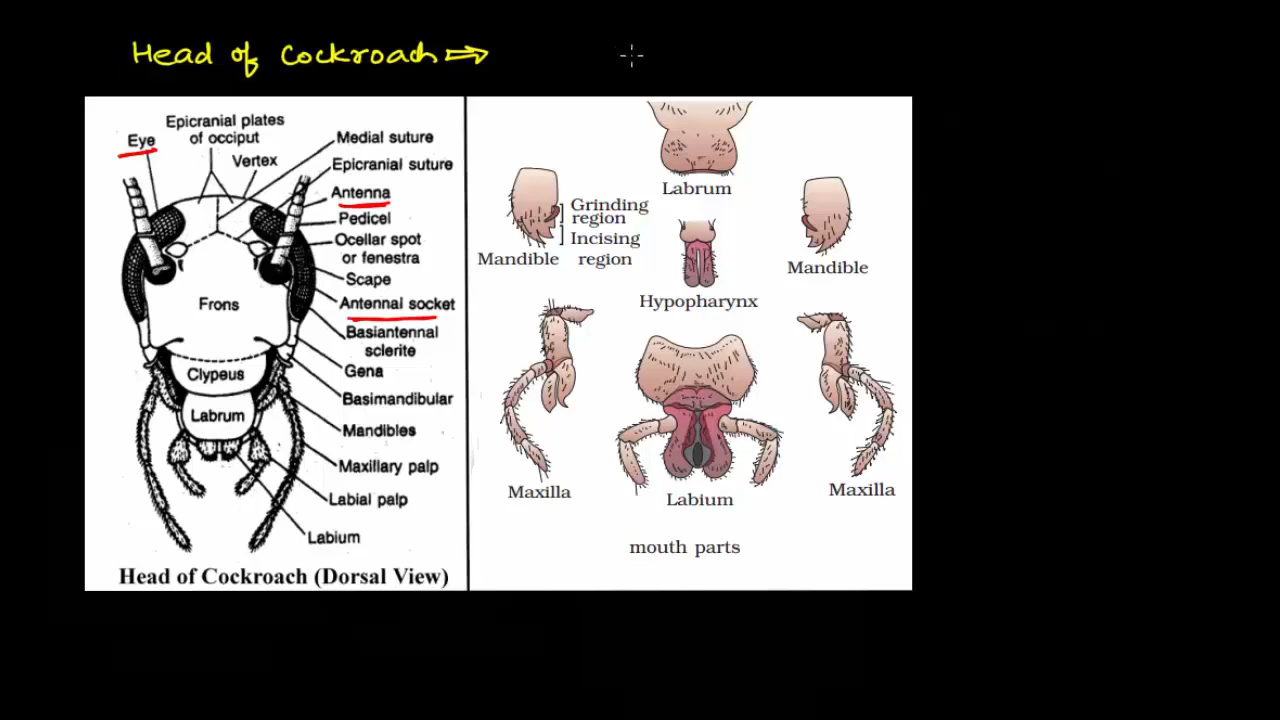 Head of Cockroach ⇒
Epicranial plates
of occiput
Eye
Medial suture
Vertex
Epicranial suture
Antenna
Pedicel
Ocellar spot
or fenestra
Scape
Frons
Antennal socket
Basiantennal
sclerite
Gena
Clypeus
Basimandibular
Labrum
Mandibles
Maxillary palp
Labial palp
Labium
Head of Cockroach (Dorsal View)
Labrum
Grinding
region
Incising
region
Mandible
Mandible
Hypopharynx
Maxilla
Labium
Maxilla
mouth parts